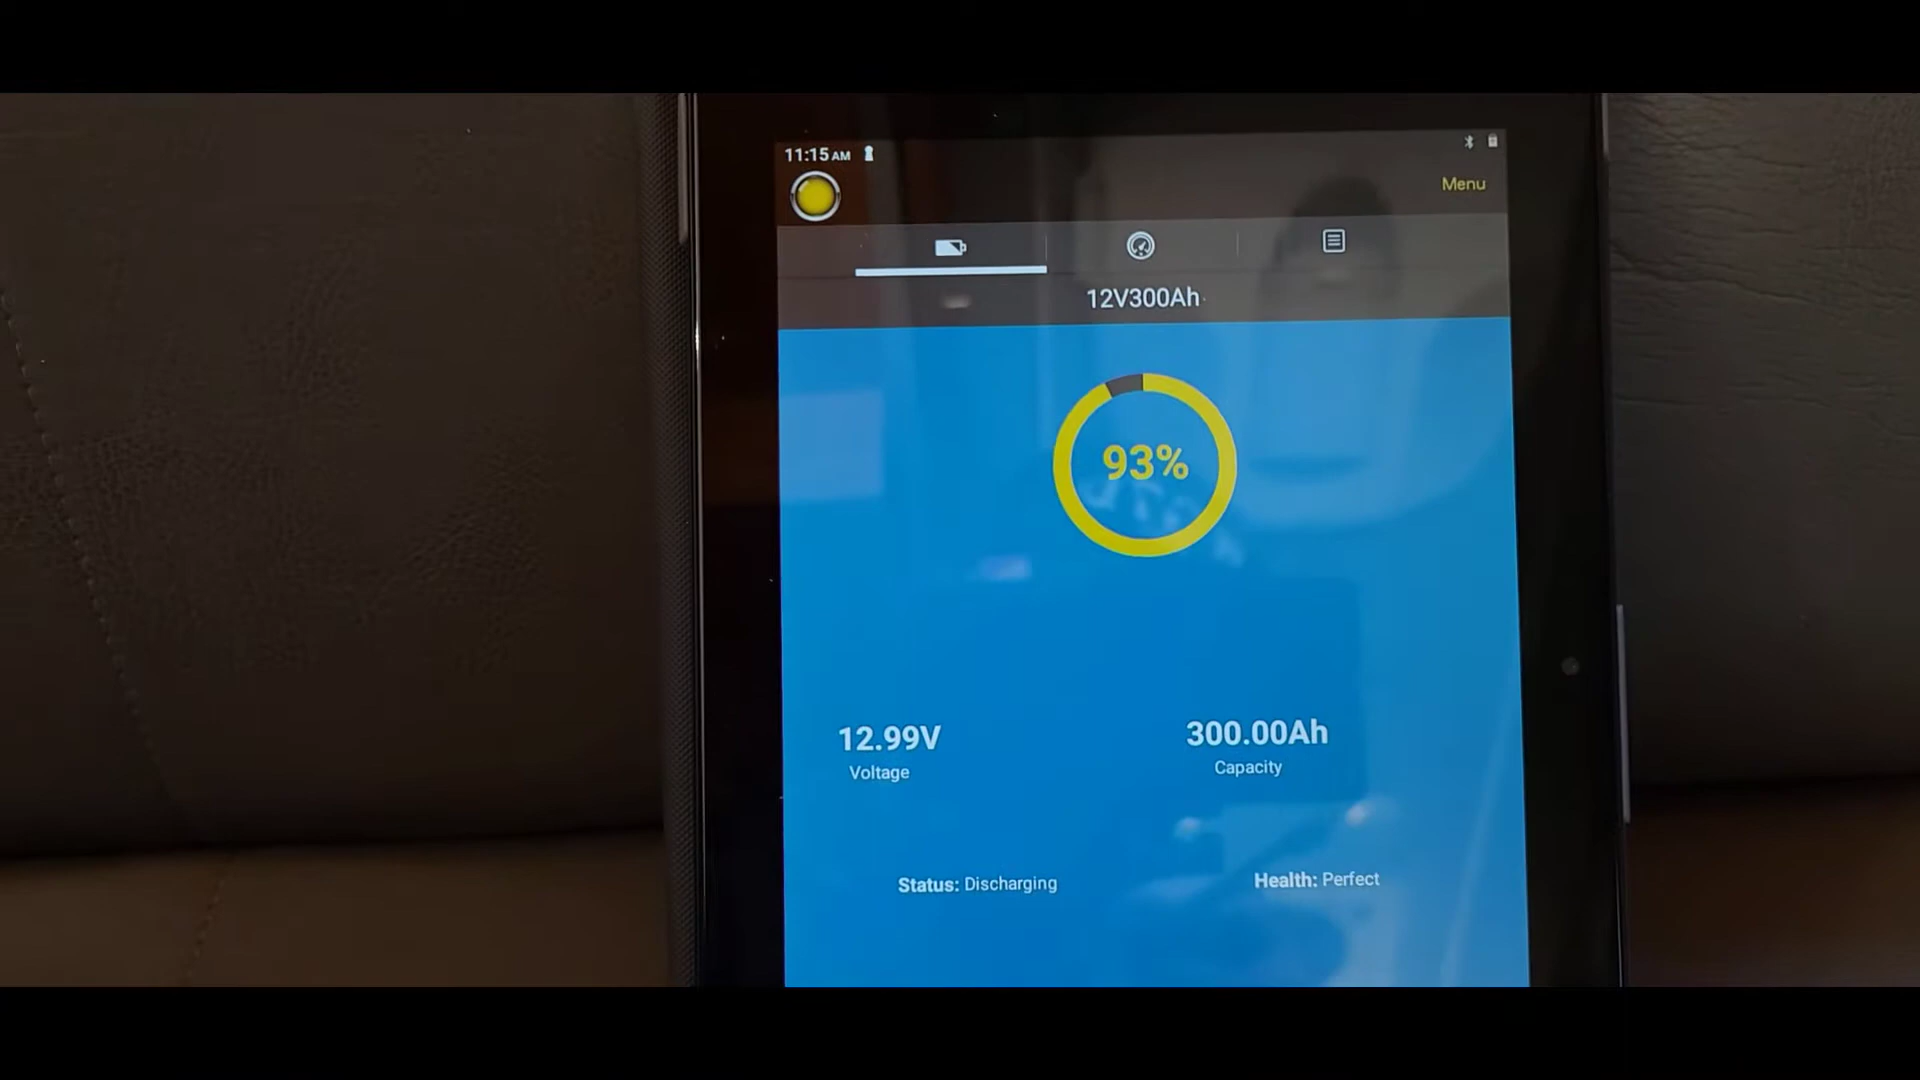 11:15 AM
Menu
12V300Ah
93%
12.99V
Voltage
300.00Ah
Capacity
Status: Discharging
Health: Perfect